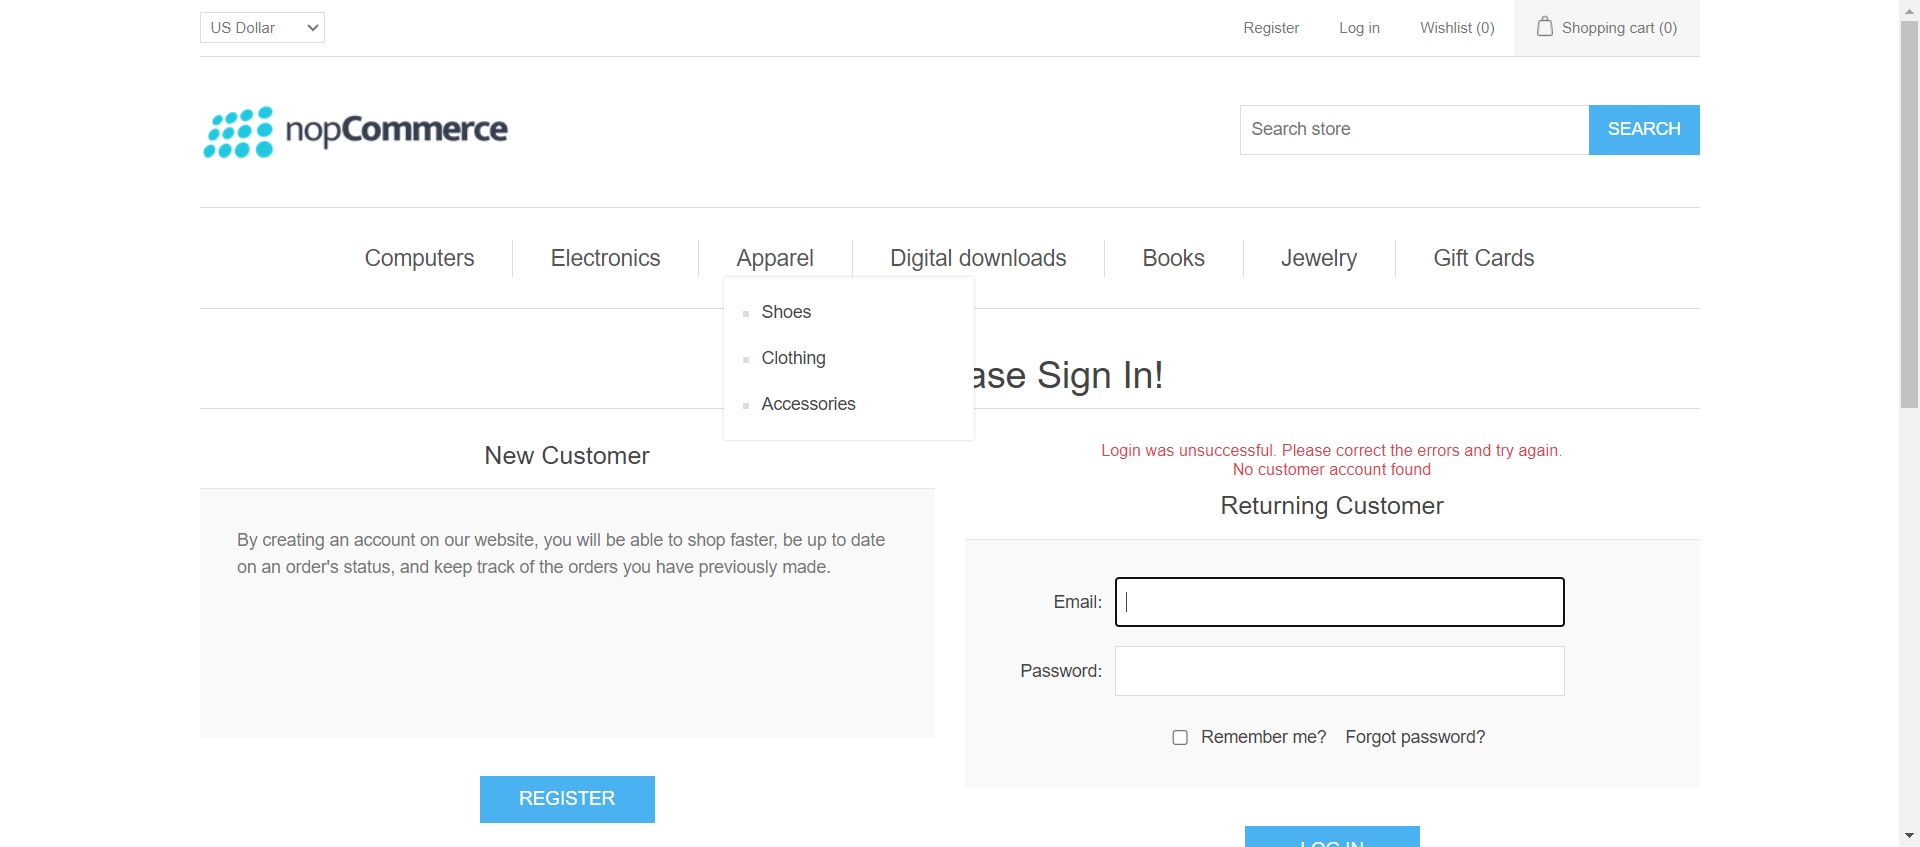 US Dollar
Register
Log in
Wishlist (0)
Shopping cart (0)
nopCommerce
Search store
SEARCH
Computers
Electronics
Apparel
Digital downloads
Books
Jewelry
Gift Cards
Shoes
Clothing
Accessories
ase Sign In!
New Customer
By creating an account on our website, you will be able to shop faster, be up to date
on an order's status, and keep track of the orders you have previously made.
REGISTER
Login was unsuccessful. Please correct the errors and try again.
No customer account found
Returning Customer
Email:
Password:
Remember me?
Forgot password?
LOG IN